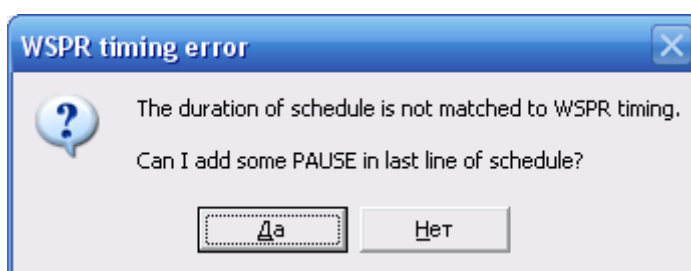 WSPR timing error
The duration of schedule is not matched to WSPR timing.
Can I add some PAUSE in last line of schedule?
Да Нет